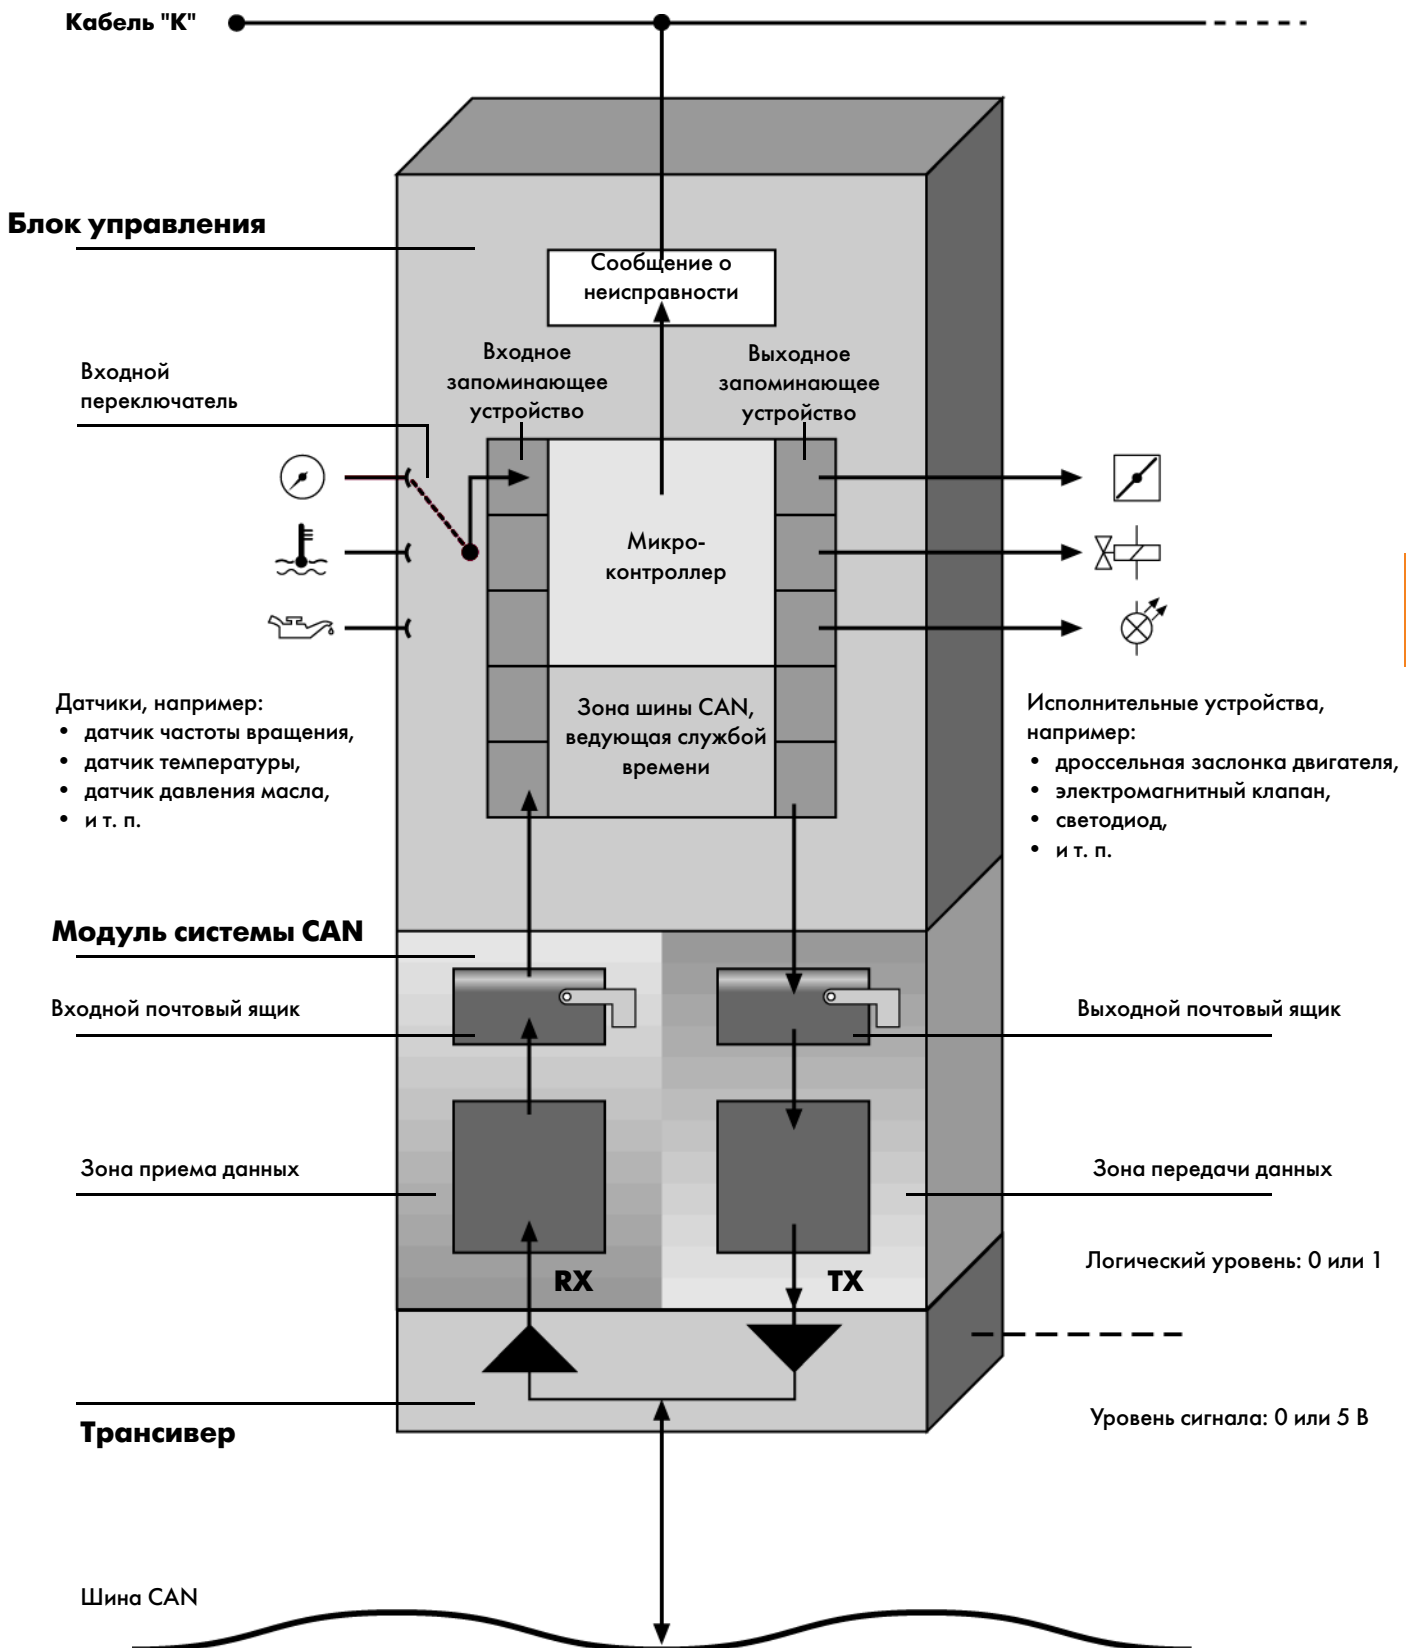 Кабель "К"
Блок управления
Сообщение о
неисправности
Входной
переключатель
Входное
запоминающее
устройство
Выходное
запоминающее
устройство
Микро-
контроллер
Датчики, например:
• датчик частоты вращения,
• датчик температуры,
• датчик давления масла,
• и т. п.
Зона шины CAN,
ведующая службой
времени
Исполнительные устройства,
например:
• дроссельная заслонка двигателя,
• электромагнитный клапан,
• светодиод,
• и т. п.
Модуль системы CAN
Входной почтовый ящик
Выходной почтовый ящик
Зона приема данных
Зона передачи данных
RX
TX
Логический уровень: 0 или 1
Трансивер
Уровень сигнала: 0 или 5 В
Шина CAN